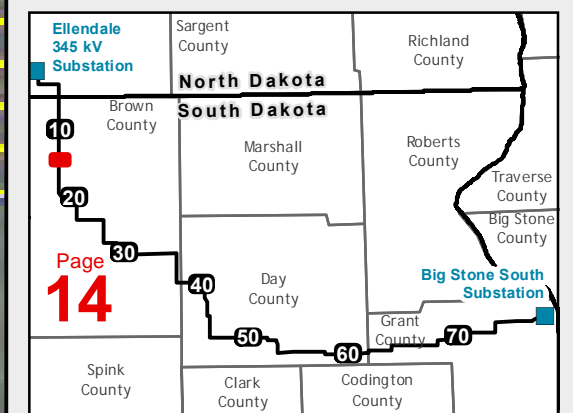 Ellendale
345 kV
Substation
Sargent
County
Richland
County
North Dakota
South Dakota
Brown
County
10
Marshall
County
Roberts
County
Traverse
County
20
Big Stone
County
30
Page
14
40
Day
County
Big Stone South
Substation
Grant
County
50
60
70
Spink
County
Clark
County
Codington
County